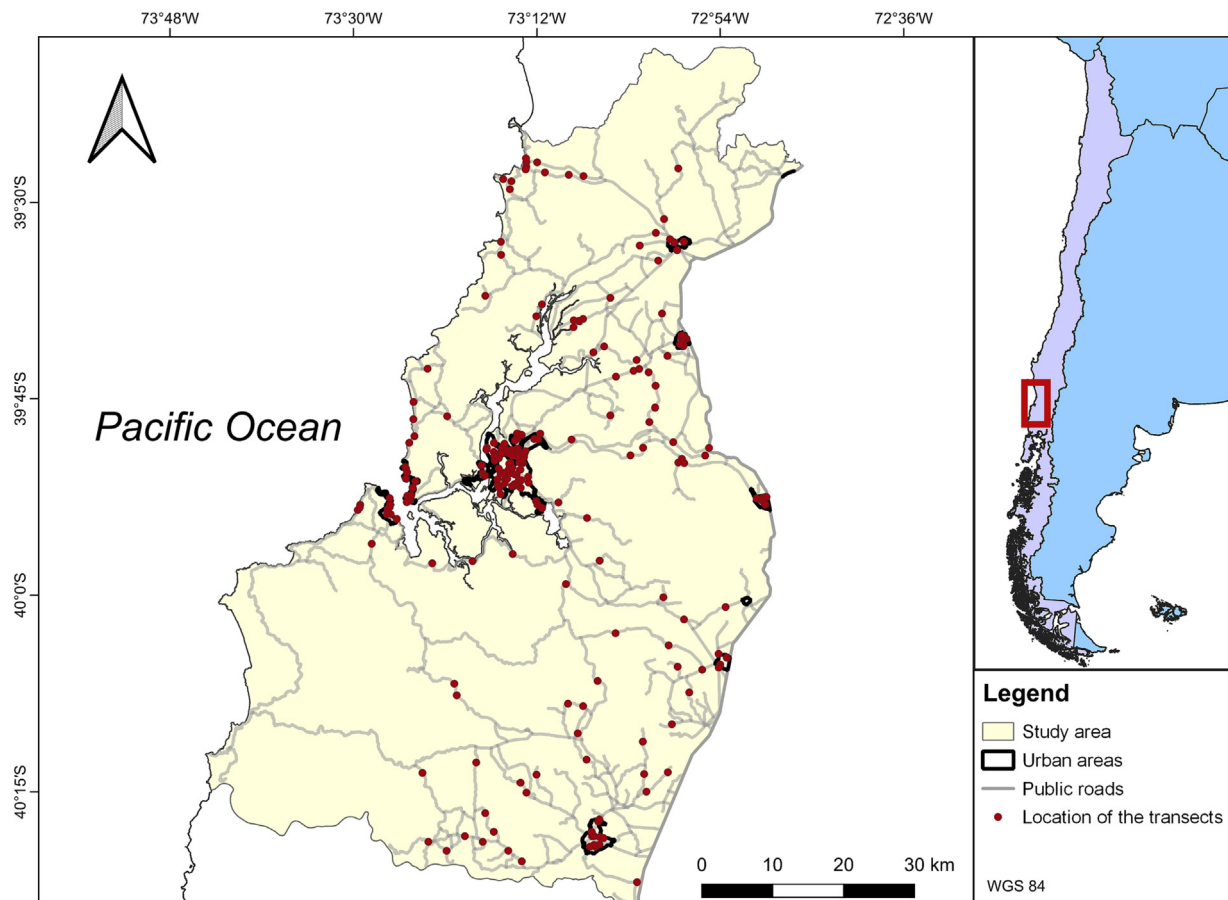 73°48'W 73°30'W 73°12'W 72°54'W 72°36'W
39°30'S
39°45'S
Pacific Ocean
40°0'S
40°15'S
0 10 20 30 km
Legend
Study area
Urban areas
Public roads
Location of the transects
WGS 84